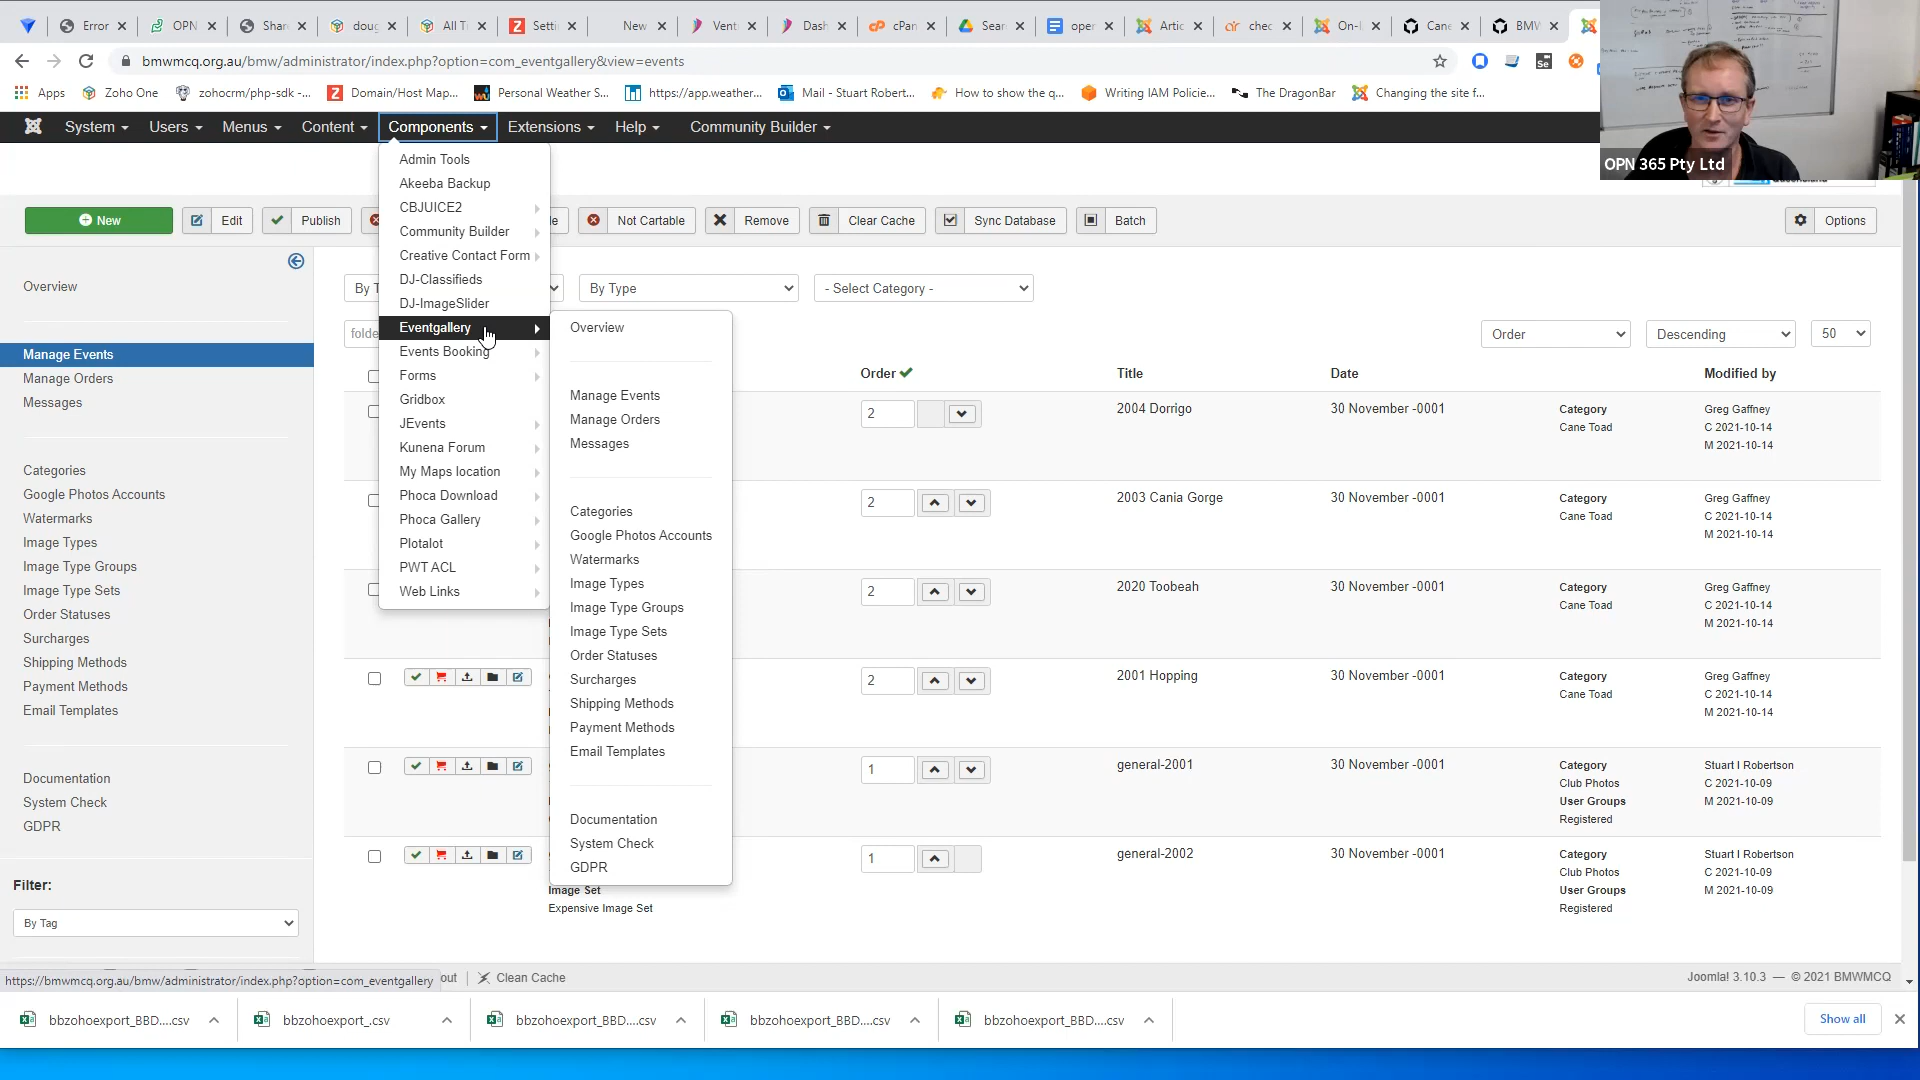 Error
OPN
Share
doug
All Ti
Setti
New
Venti
Dash
cPan
Sear
oper
Artic
chec
On-l
Cane
BMW
bmwmcq.org.au/bmw/administrator/index.php?option=com_eventgallery&view=events
Apps
Zoho One
zohocrm/php-sdk -...
Domain/Host Map...
Personal Weather S...
https://app.weather...
Mail - Stuart Robert...
How to show the q...
Writing IAM Policie...
The DragonBar
Changing the site f...
System
Users
Menus
Content
Components
Extensions
Help
Community Builder
OPN 365 Pty Ltd
New
Edit
Publish
le
Not Cartable
Remove
Clear Cache
Sync Database
Batch
Options
Admin Tools
Akeeba Backup
CBJUICE2
Community Builder
Creative Contact Form
DJ-Classifieds
DJ-ImageSlider
Eventgallery
Events Booking
Forms
Gridbox
JEvents
Kunena Forum
My Maps location
Phoca Download
Phoca Gallery
Plotalot
PWT ACL
Web Links
Overview
Manage Events
Manage Orders
Messages
Categories
Google Photos Accounts
Watermarks
Image Types
Image Type Groups
Image Type Sets
Order Statuses
Surcharges
Shipping Methods
Payment Methods
Email Templates
Documentation
System Check
GDPR
Overview
Manage Events
Manage Orders
Messages
Categories
Google Photos Accounts
Watermarks
Image Types
Image Type Groups
Image Type Sets
Order Statuses
Surcharges
Shipping Methods
Payment Methods
Email Templates
Documentation
System Check
GDPR
Filter:
By Tag
By T
By Type
- Select Category -
folde
Order
Descending
50
Order
Title
Date
Modified by
2
2004 Dorrigo
30 November -0001
Category
Cane Toad
Greg Gaffney
C 2021-10-14
M 2021-10-14
2
2003 Cania Gorge
30 November -0001
Category
Cane Toad
Greg Gaffney
C 2021-10-14
M 2021-10-14
2
2020 Toobeah
30 November -0001
Category
Cane Toad
Greg Gaffney
C 2021-10-14
M 2021-10-14
2
2001 Hopping
30 November -0001
Category
Cane Toad
Greg Gaffney
C 2021-10-14
M 2021-10-14
1
general-2001
30 November -0001
Category
Club Photos
User Groups
Registered
Stuart I Robertson
C 2021-10-09
M 2021-10-09
1
general-2002
30 November -0001
Category
Club Photos
User Groups
Registered
Stuart I Robertson
C 2021-10-09
M 2021-10-09
Image Set
Expensive Image Set
https://bmwmcq.org.au/bmw/administrator/index.php?option=com_eventgallery
out
Clean Cache
Joomla! 3.10.3 — © 2021 BMWMCQ
bbzohoexport_BBD....csv
bbzohoexport_.csv
bbzohoexport_BBD....csv
bbzohoexport_BBD....csv
bbzohoexport_BBD....csv
Show all